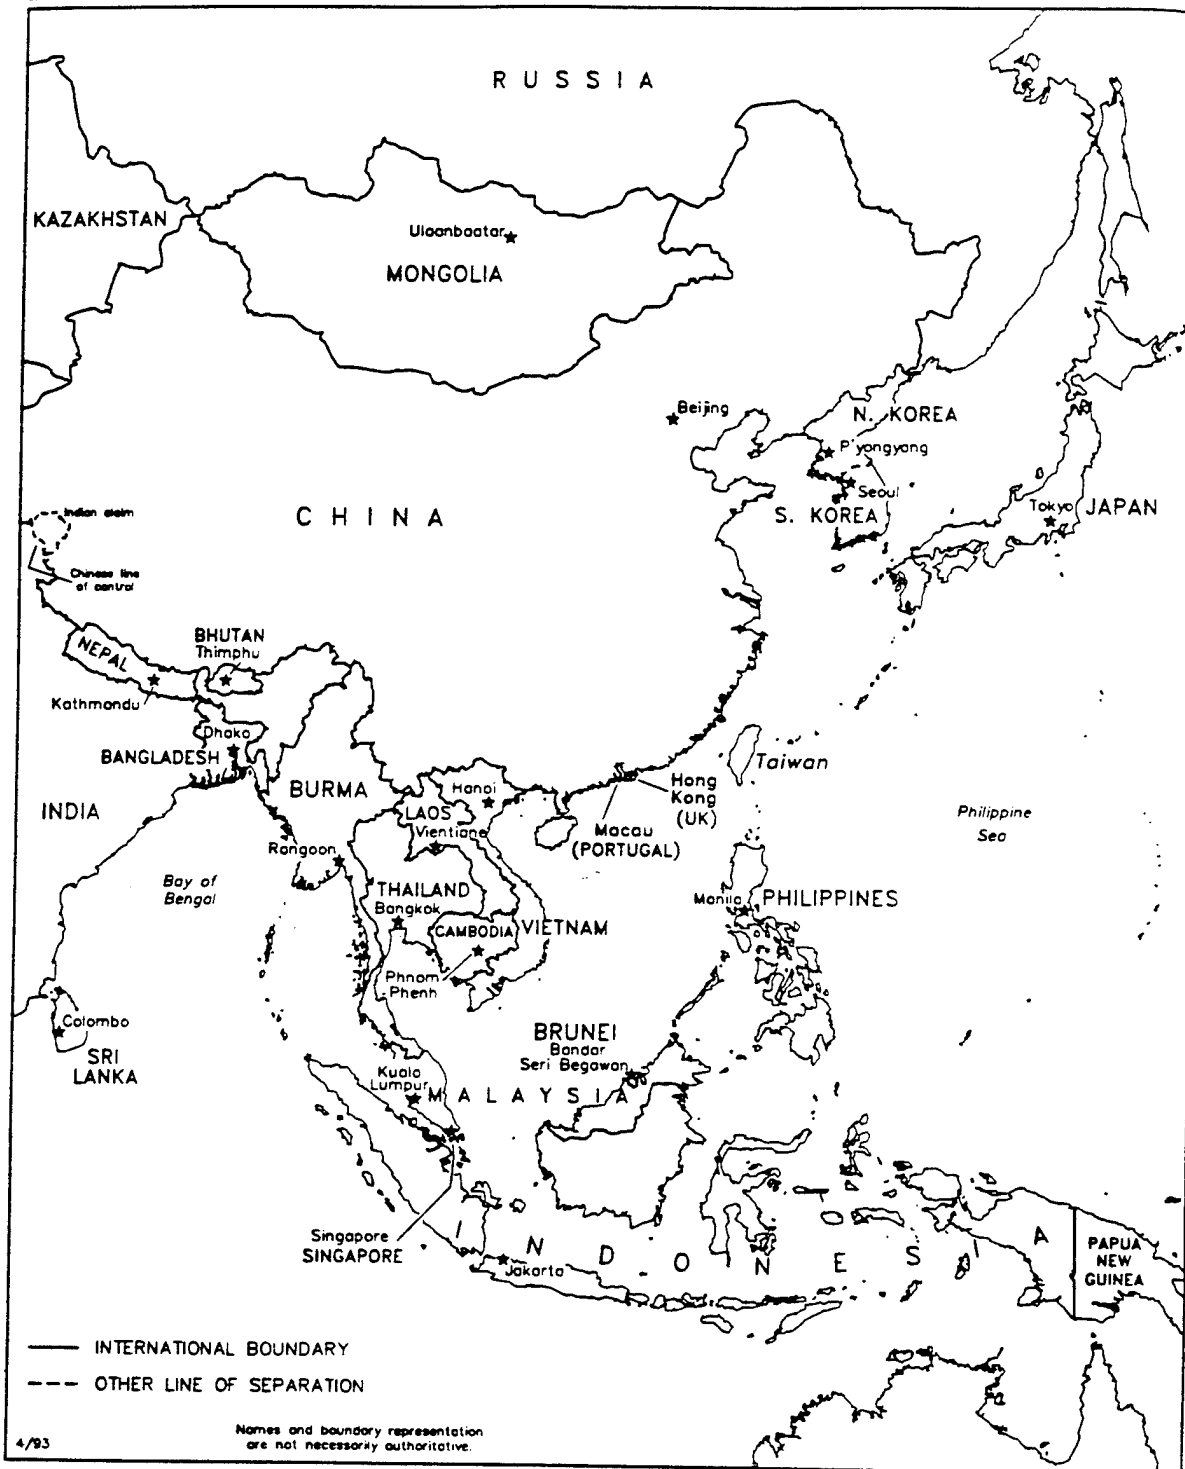 RUSSIA
KAZAKHSTAN
Ulaanbaatar
MONGOLIA
Beijing
N. KOREA
P'yongyang
Seoul
S. KOREA
Tokyo
JAPAN
CHINA
Indian claim
Chinese line
of control
NEPAL
BHUTAN
Thimphu
Kathmandu
Dhaka
BANGLADESH
INDIA
BURMA
Hanoi
LAOS
Vientiane
Taiwan
Hong
Kong
(UK)
Macau
(PORTUGAL)
Philippine
Sea
Rangoon
Bay of
Bengal
THAILAND
Bangkok
CAMBODIA
VIETNAM
Manila
PHILIPPINES
Phnom
Phenh
Colombo
SRI
LANKA
BRUNEI
Bandar
Seri Begawan
Kuala
Lumpur
MALAYSIA
Singapore
SINGAPORE
INDONESIA
Jakarta
PAPUA
NEW
GUINEA
INTERNATIONAL BOUNDARY
OTHER LINE OF SEPARATION
Names and boundary representation
are not necessarily authoritative.
4/93